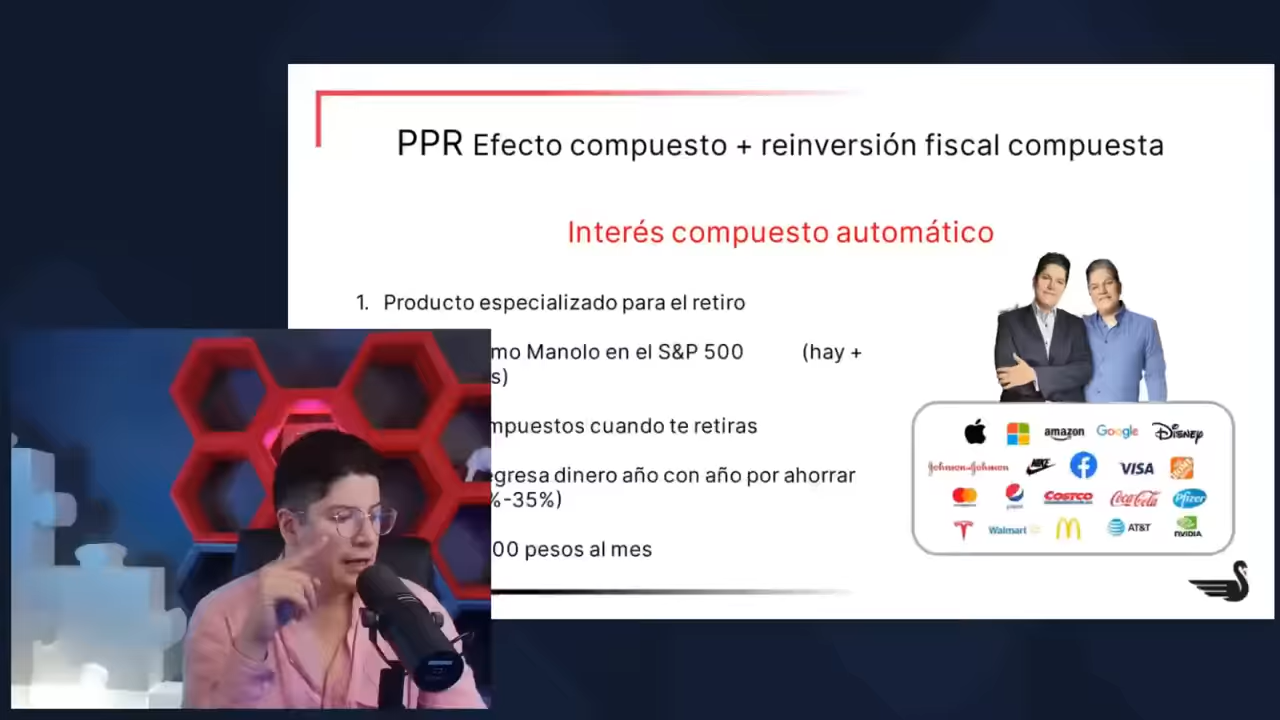 PPR Efecto compuesto + reinversión fiscal compuesta
Interés compuesto automático
1. Producto especializado para el retiro
mo Manolo en el S&P 500 (hay +
s)
mpuestos cuando te retiras
egresa dinero año con año por ahorrar
%-35%)
00 pesos al mes
amazon Google Disney
Johnson&Johnson NIKE VISA
pepsi COSTCO Coca-Cola Pfizer
Walmart AT&T NVIDIA